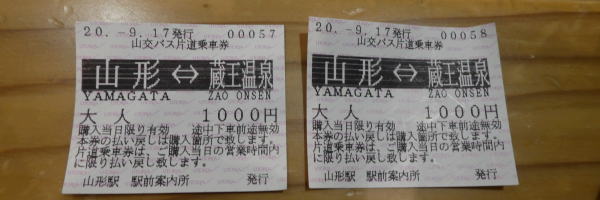 20.-9.17発行 00057
山交バス片道乗車券
山形⇔蔵王温泉
YAMAGATA ZAO ONSEN
大人 1000円
購入当日限り有効 途中下車前途無効
本券の払い戻しは購入箇所で致します
片道乗車券は、ご購入当日の営業時間内
に限り払い戻し致します。
山形駅 駅前案内所 発行
20.-9.17発行 00058
山交バス片道乗車券
山形⇔蔵王温泉
YAMAGATA ZAO ONSEN
大人 1000円
購入当日限り有効 途中下車前途無効
本券の払い戻しは購入箇所で致します
片道乗車券は、ご購入当日の営業時間内
に限り払い戻し致します。
山形駅 駅前案内所 発行